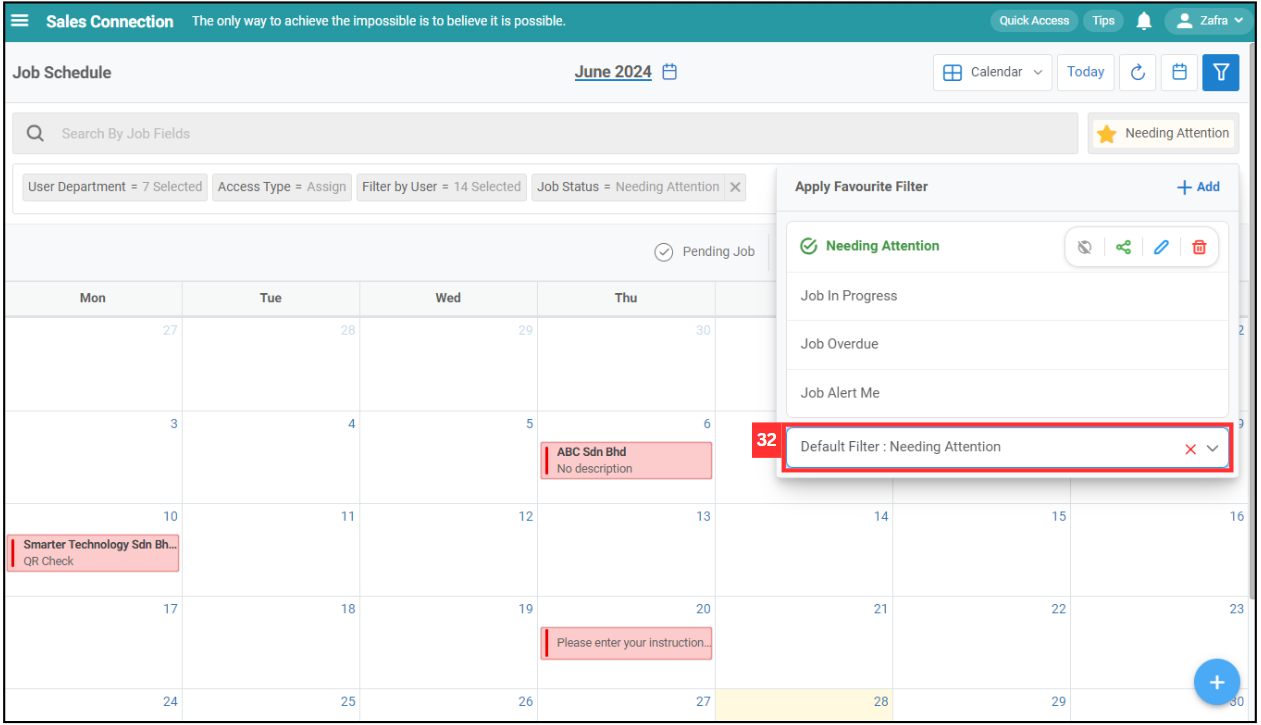 Sales Connection The only way to achieve the impossible is to believe it is possible. Quick Access Tips Zafra
Job Schedule June 2024 Calendar Today
Search By Job Fields Needing Attention
User Department = 7 Selected Access Type = Assign Filter by User = 14 Selected Job Status = Needing Attention
Apply Favourite Filter + Add
Pending Job
Needing Attention
Job In Progress
Job Overdue
Job Alert Me
32 Default Filter : Needing Attention
Mon Tue Wed Thu
27 28 29 30 2
3 4 5 6 9
ABC Sdn Bhd
No description
10 11 12 13 14 15 16
Smarter Technology Sdn Bh...
QR Check
17 18 19 20 21 22 23
Please enter your instruction...
24 25 26 27 28 29 30